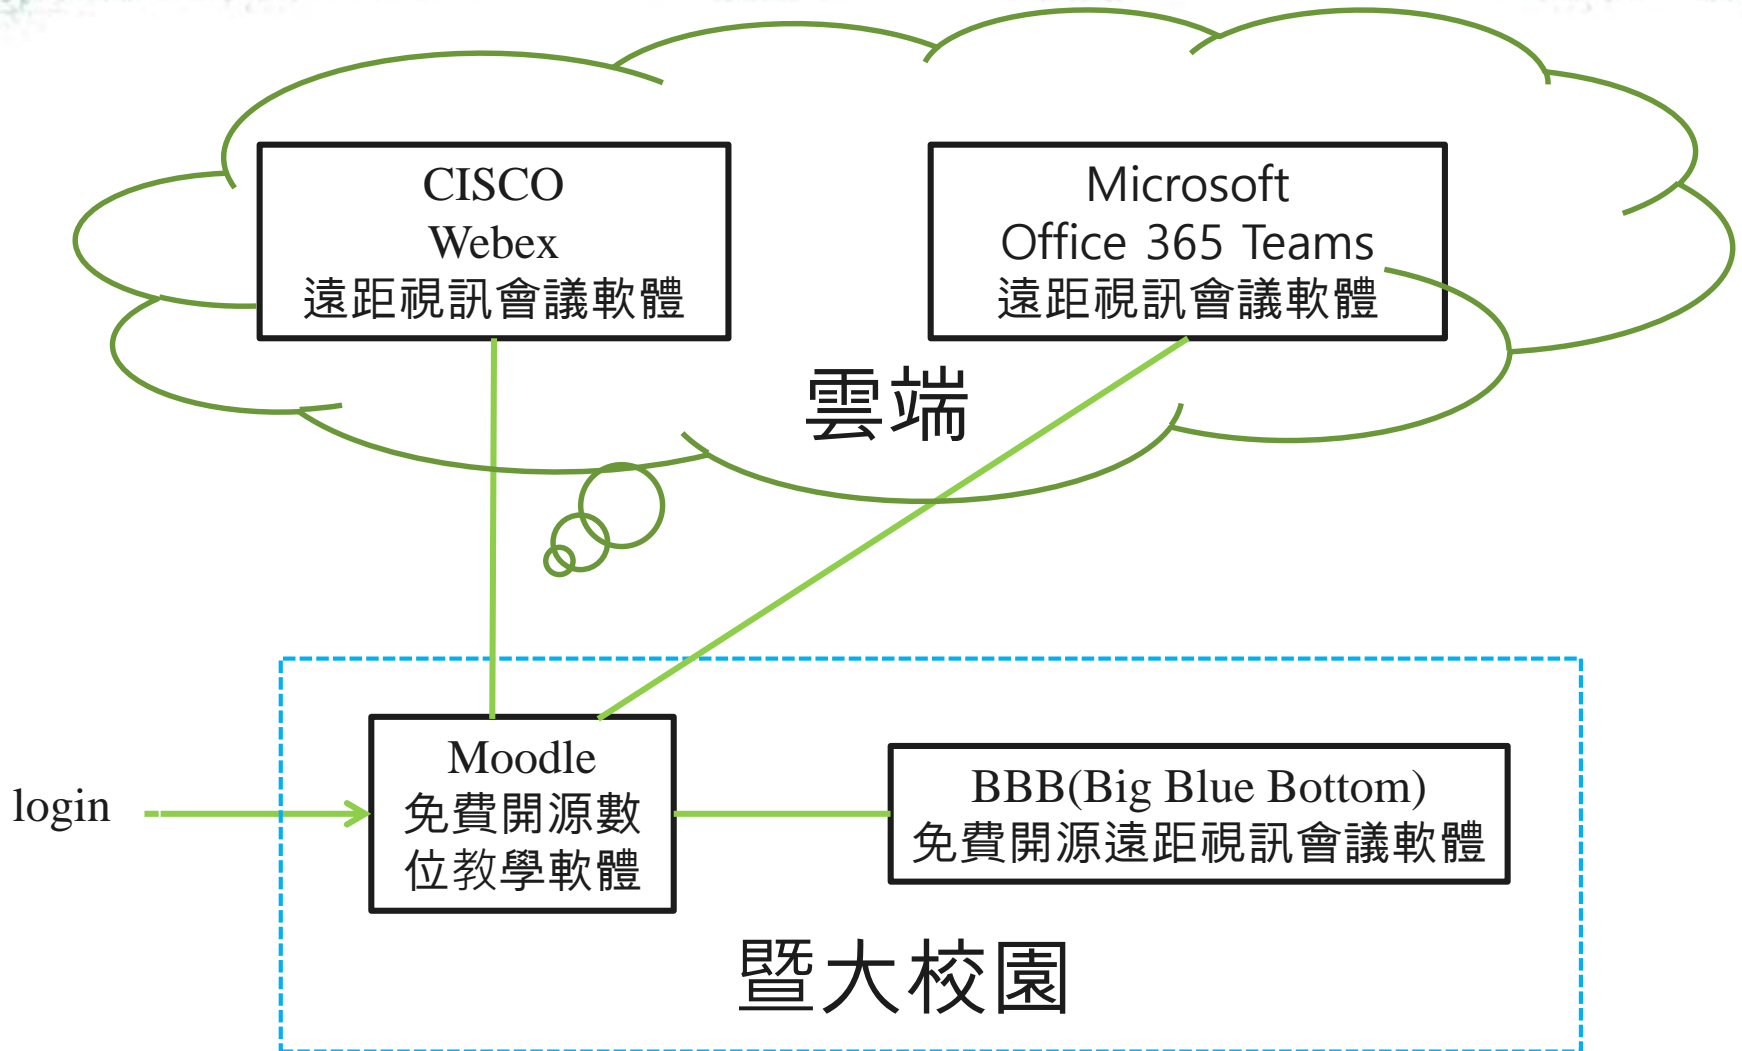 CISCO
Webex
遠距視訊會議軟體
Microsoft
Office 365 Teams
遠距視訊會議軟體
雲端
login
Moodle
免費開源數
位教學軟體
BBB(Big Blue Bottom)
免費開源遠距視訊會議軟體
暨大校園